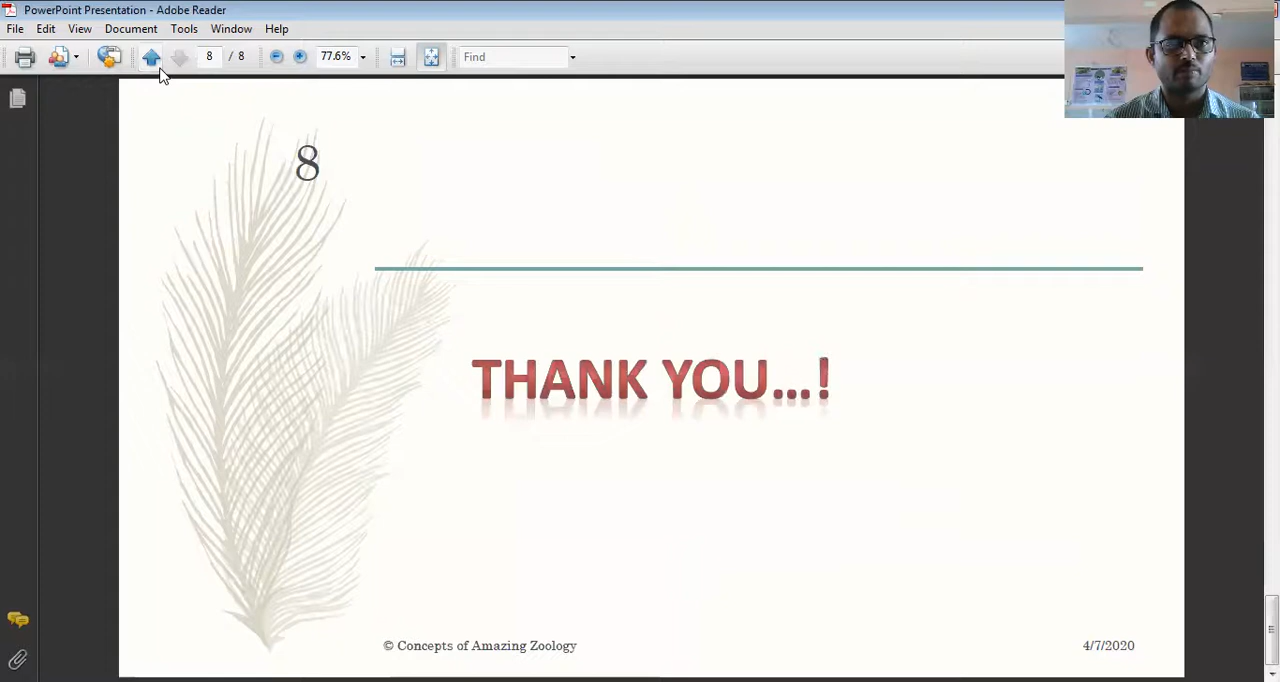 PowerPoint Presentation - Adobe Reader
File Edit View Document Tools Window Help
8 / 8 77.6% Find
8
THANK YOU...!
© Concepts of Amazing Zoology 4/7/2020